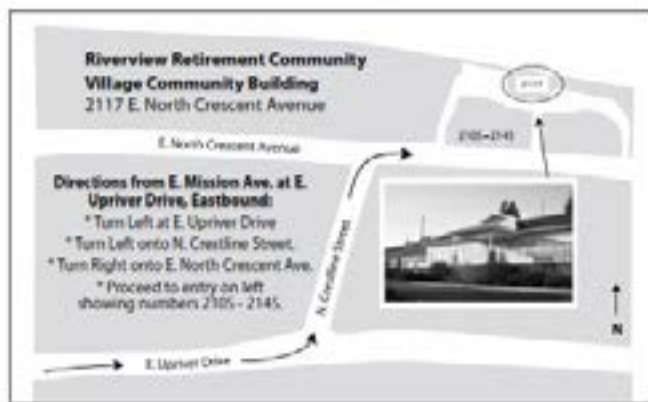 Riverview Retirement Community
Village Community Building
2117 E. North Crescent Avenue
2117
2105-2145
E. North Crescent Avenue
Directions from E. Mission Ave. at E.
Upriver Drive, Eastbound:
* Turn Left at E. Upriver Drive
* Turn Left onto N. Crestline Street.
* Turn Right onto E. North Crescent Ave.
* Proceed to entry on left
showing numbers 2105 - 2145.
N. Crestline Street
N
E. Upriver Drive